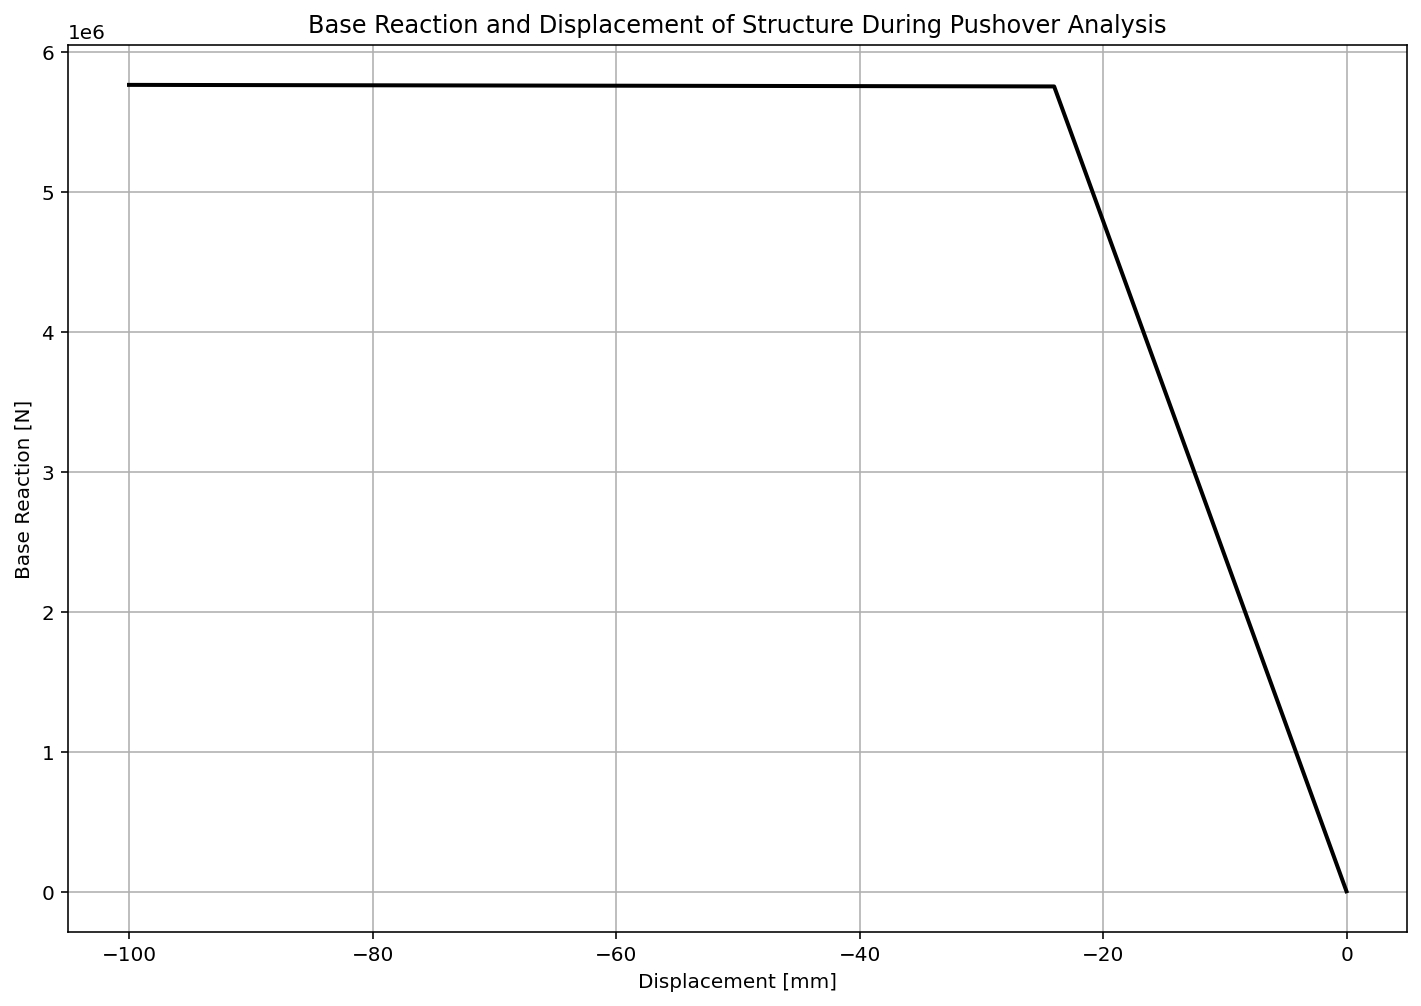 Base Reaction and Displacement of Structure During Pushover Analysis
1e6
6
5
4
3
2
1
0
Base Reaction [N]
−100 −80 −60 −40 −20 0
Displacement [mm]